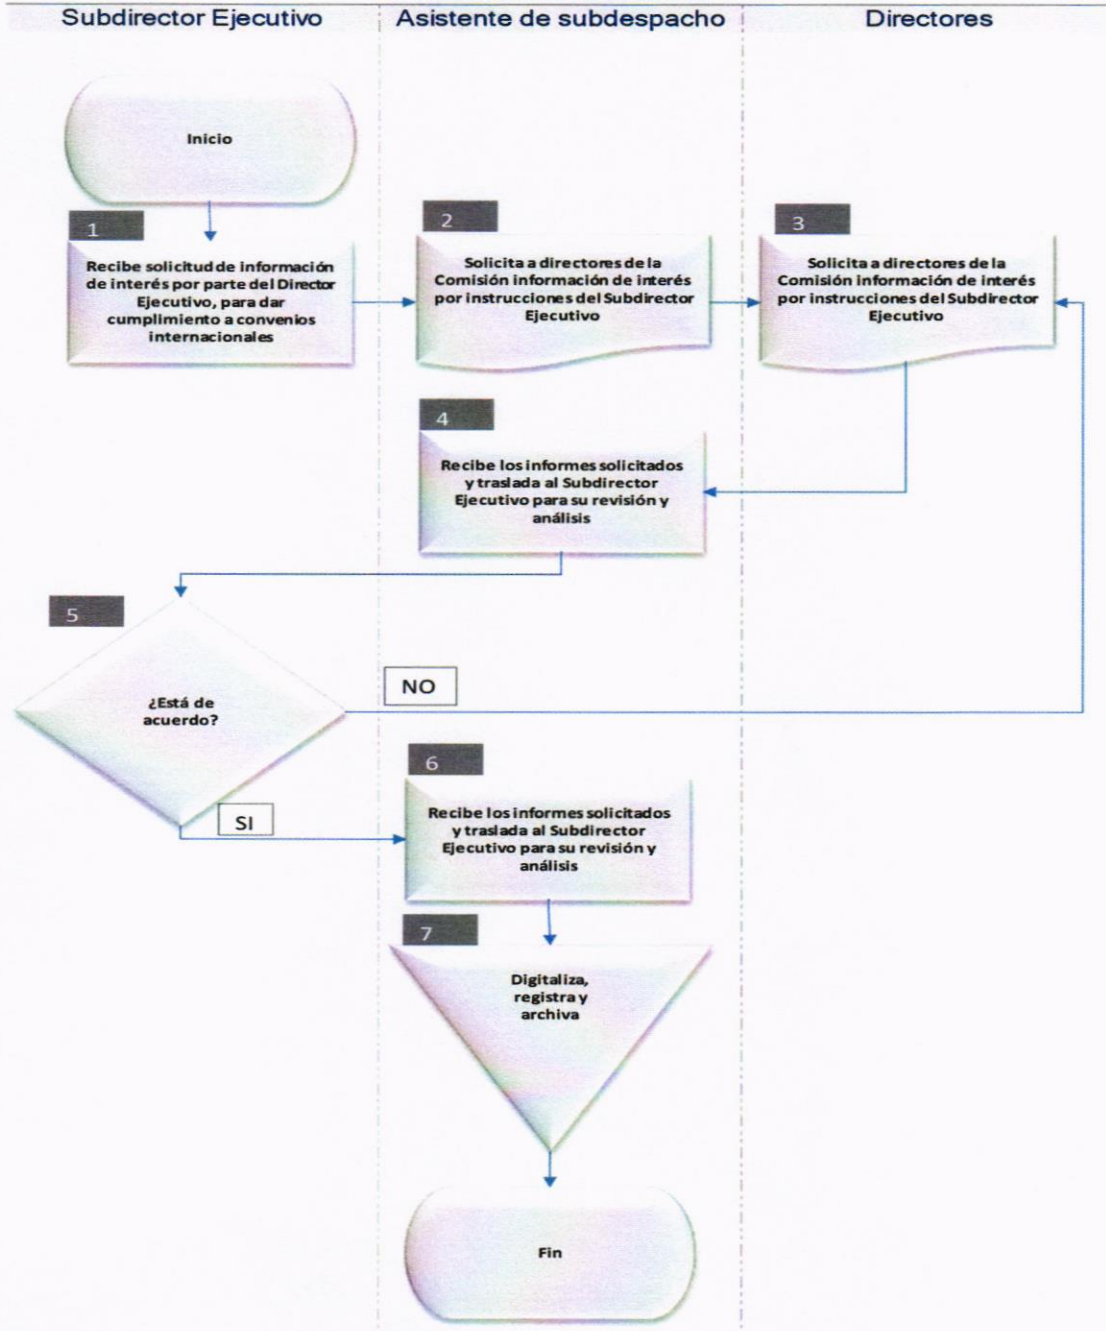 Subdirector Ejecutivo
Asistente de subdespacho
Directores
Inicio
1
Recibe solicitud de información
de interés por parte del Director
Ejecutivo, para dar
cumplimiento a convenios
internacionales
2
Solicita a directores de la
Comisión información de interés
por instrucciones del Subdirector
Ejecutivo
3
Solicita a directores de la
Comisión información de interés
por instrucciones del Subdirector
Ejecutivo
4
Recibe los informes solicitados
y traslada al Subdirector
Ejecutivo para su revisión y
análisis
5
¿Está de
acuerdo?
NO
SI
6
Recibe los informes solicitados
y traslada al Subdirector
Ejecutivo para su revisión y
análisis
7
Digitaliza,
registra y
archiva
Fin